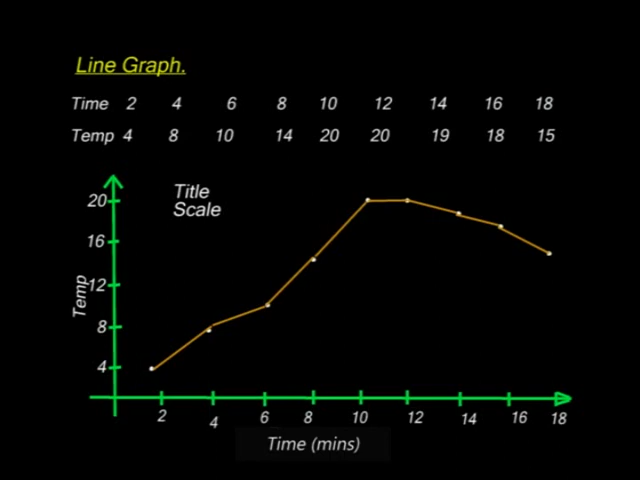 Line Graph.
Time 2 4 6 8 10 12 14 16 18
Temp 4 8 10 14 20 20 19 18 15
Title
Scale
20
16
12
8
4
Temp
2 4 6 8 10 12 14 16 18
Time (mins)